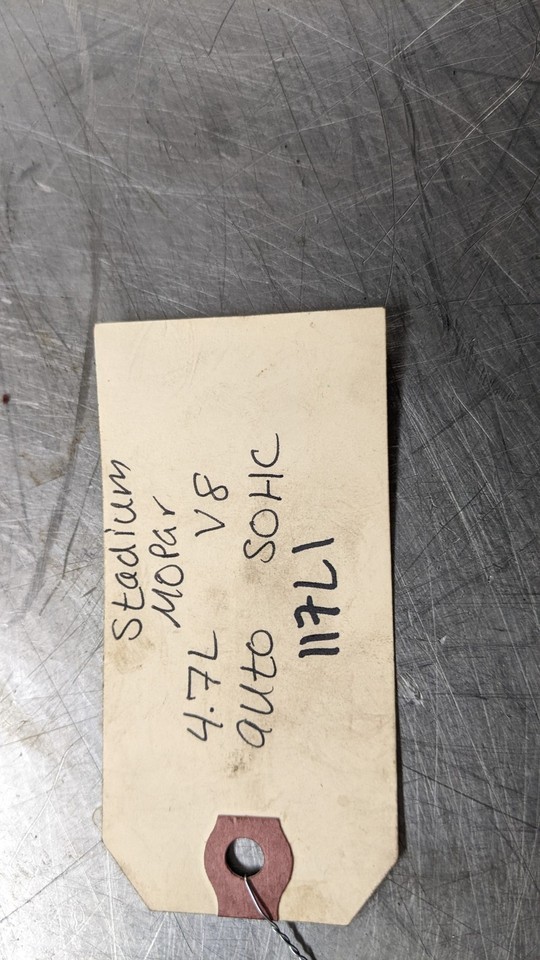 Stadium
MOPar
4.7L V8
auto SOHC
117L1